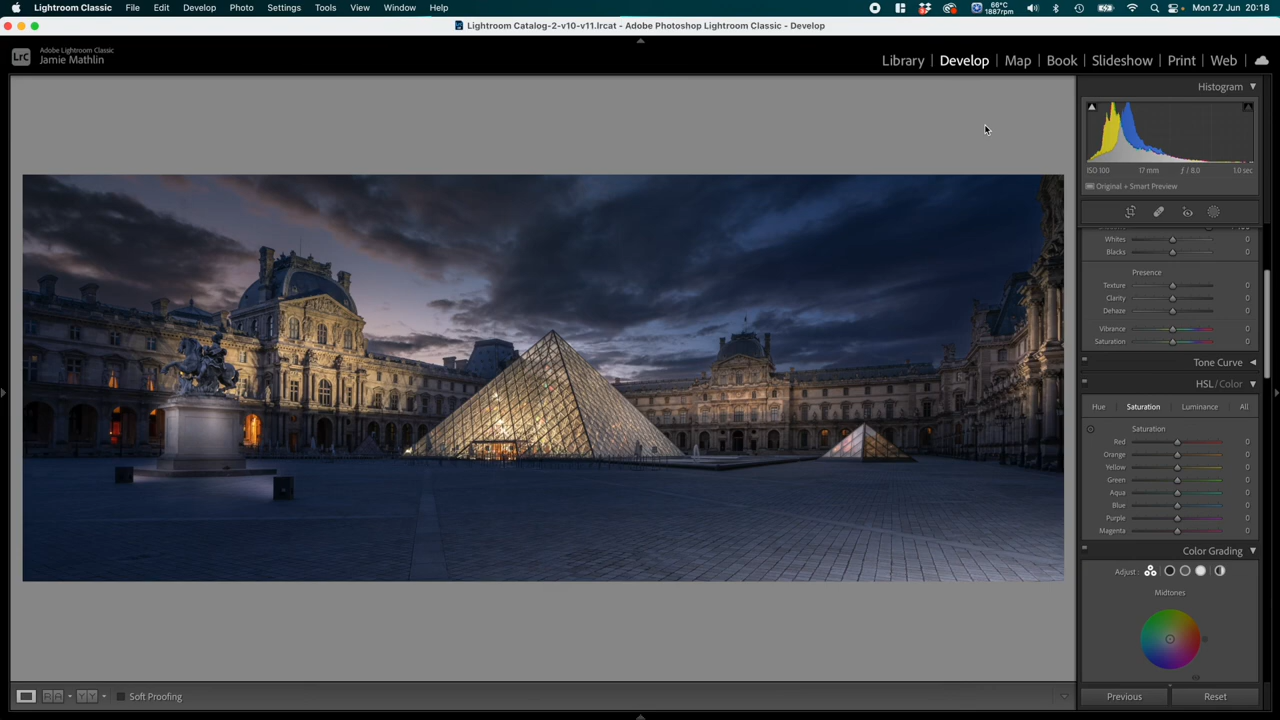 Lightroom Classic File Edit Develop Photo Settings Tools View Window Help 66°C 1887rpm Mon 27 Jun 20:18
Lightroom Catalog-2-v10-v11.lrcat - Adobe Photoshop Lightroom Classic - Develop
LrC Adobe Lightroom Classic
Jamie Mathlin
Library | Develop | Map | Book | Slideshow | Print | Web
Histogram
ISO 100 17 mm ƒ / 8.0 1.0 sec
Original + Smart Preview
Whites 0
Blacks 0
Presence
Texture 0
Clarity 0
Dehaze 0
Vibrance 0
Saturation 0
Tone Curve
HSL / Color
Hue Saturation Luminance All
Saturation
Red 0
Orange 0
Yellow 0
Green 0
Aqua 0
Blue 0
Purple 0
Magenta 0
Color Grading
Adjust :
Midtones
Previous Reset
R A Y Y Soft Proofing